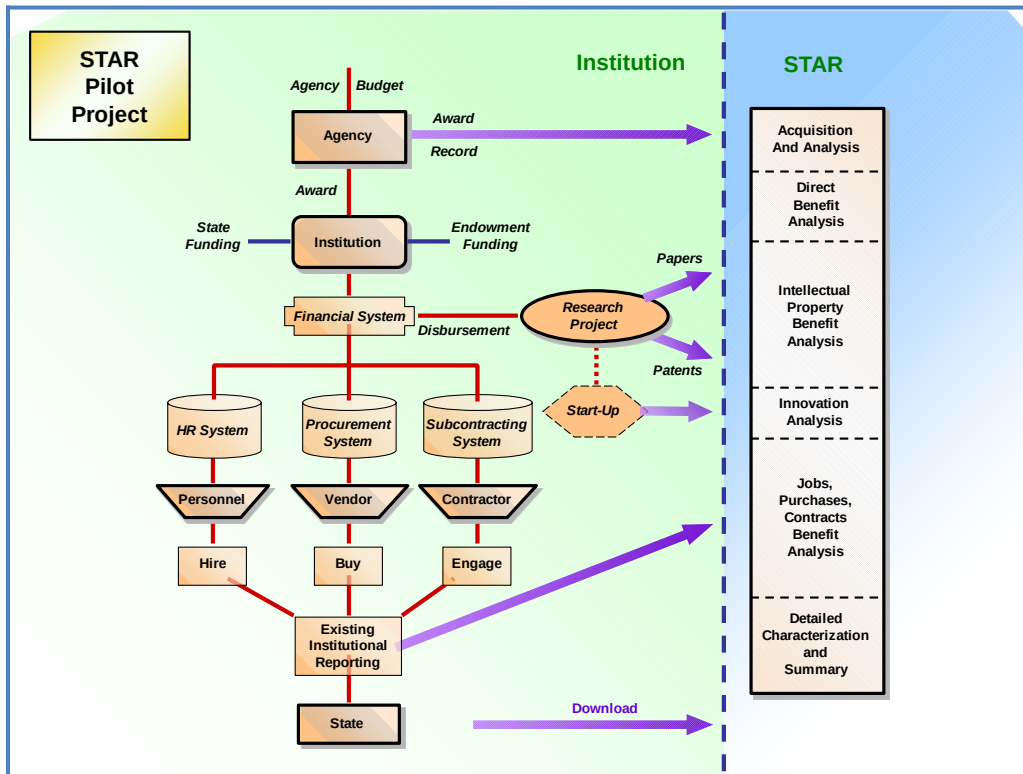 STAR
Pilot
Project
Institution
STAR
Agency Budget
Agency
Award
Record
Award
State
Funding
Institution
Endowment
Funding
Financial System
Disbursement
Research
Project
Papers
Patents
Start-Up
HR System
Procurement
System
Subcontracting
System
Personnel
Vendor
Contractor
Hire
Buy
Engage
Existing
Institutional
Reporting
State
Download
Acquisition
And Analysis
Direct
Benefit
Analysis
Intellectual
Property
Benefit
Analysis
Innovation
Analysis
Jobs,
Purchases,
Contracts
Benefit
Analysis
Detailed
Characterization
and
Summary